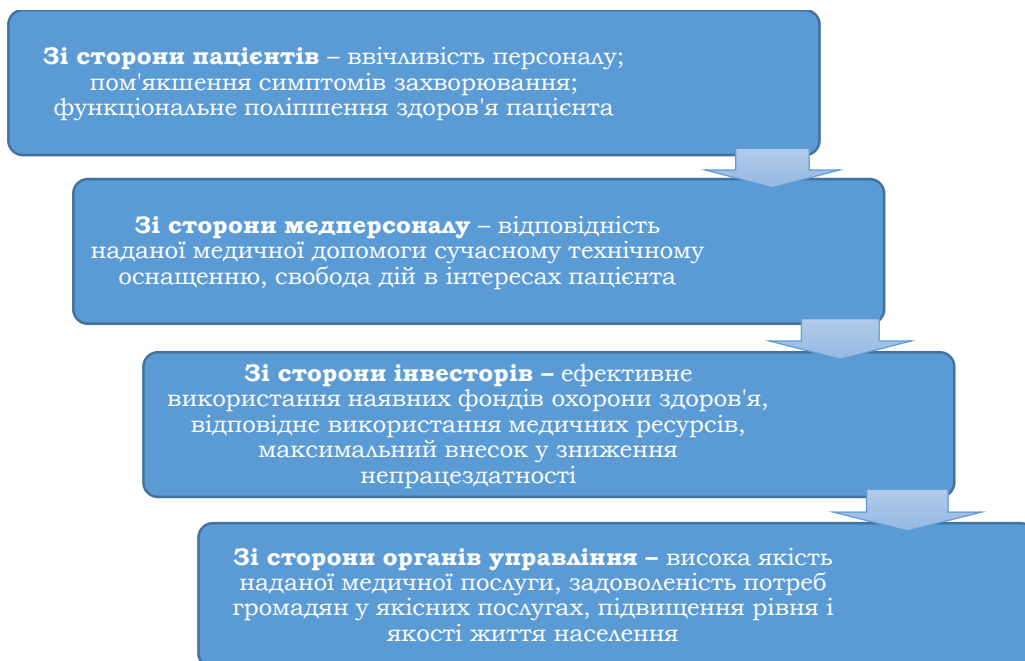 Зі сторони пацієнтів – ввічливість персоналу;
пом'якшення симптомів захворювання;
функціональне поліпшення здоров'я пацієнта
Зі сторони медперсоналу – відповідність
наданої медичної допомоги сучасному технічному
оснащенню, свобода дій в інтересах пацієнта
Зі сторони інвесторів – ефективне
використання наявних фондів охорони здоров'я,
відповідне використання медичних ресурсів,
максимальний внесок у зниження
непрацездатності
Зі сторони органів управління – висока якість
наданої медичної послуги, задоволеність потреб
громадян у якісних послугах, підвищення рівня і
якості життя населення